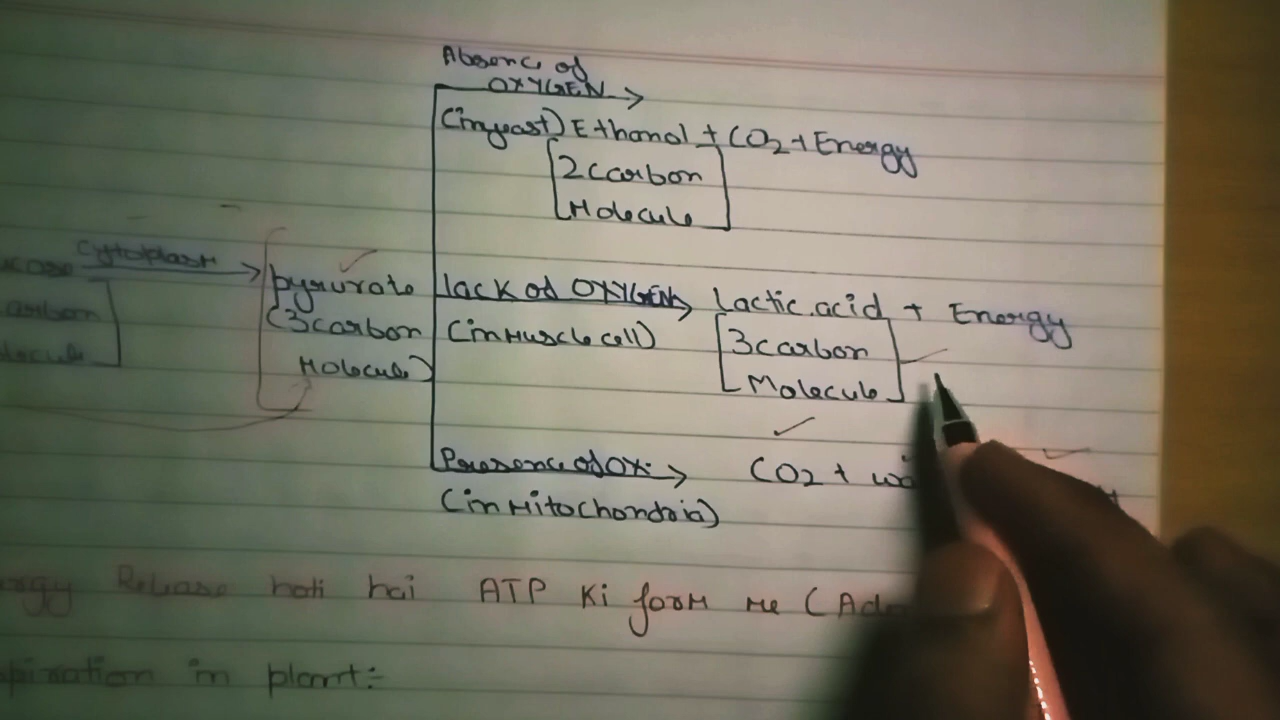 Absence of
OXYGEN
(in yeast) Ethanol + CO2 + Energy
2 carbon
Molecule
Cytoplasm
pyruvate lack of OXYGEN Lactic acid + Energy
(3 carbon (in Muscle cell) 3 carbon
Molecule) Molecule
Presence of OX. CO2 +
(in Mitochondria)
Release hoti hai ATP Ki form me
in plant:-